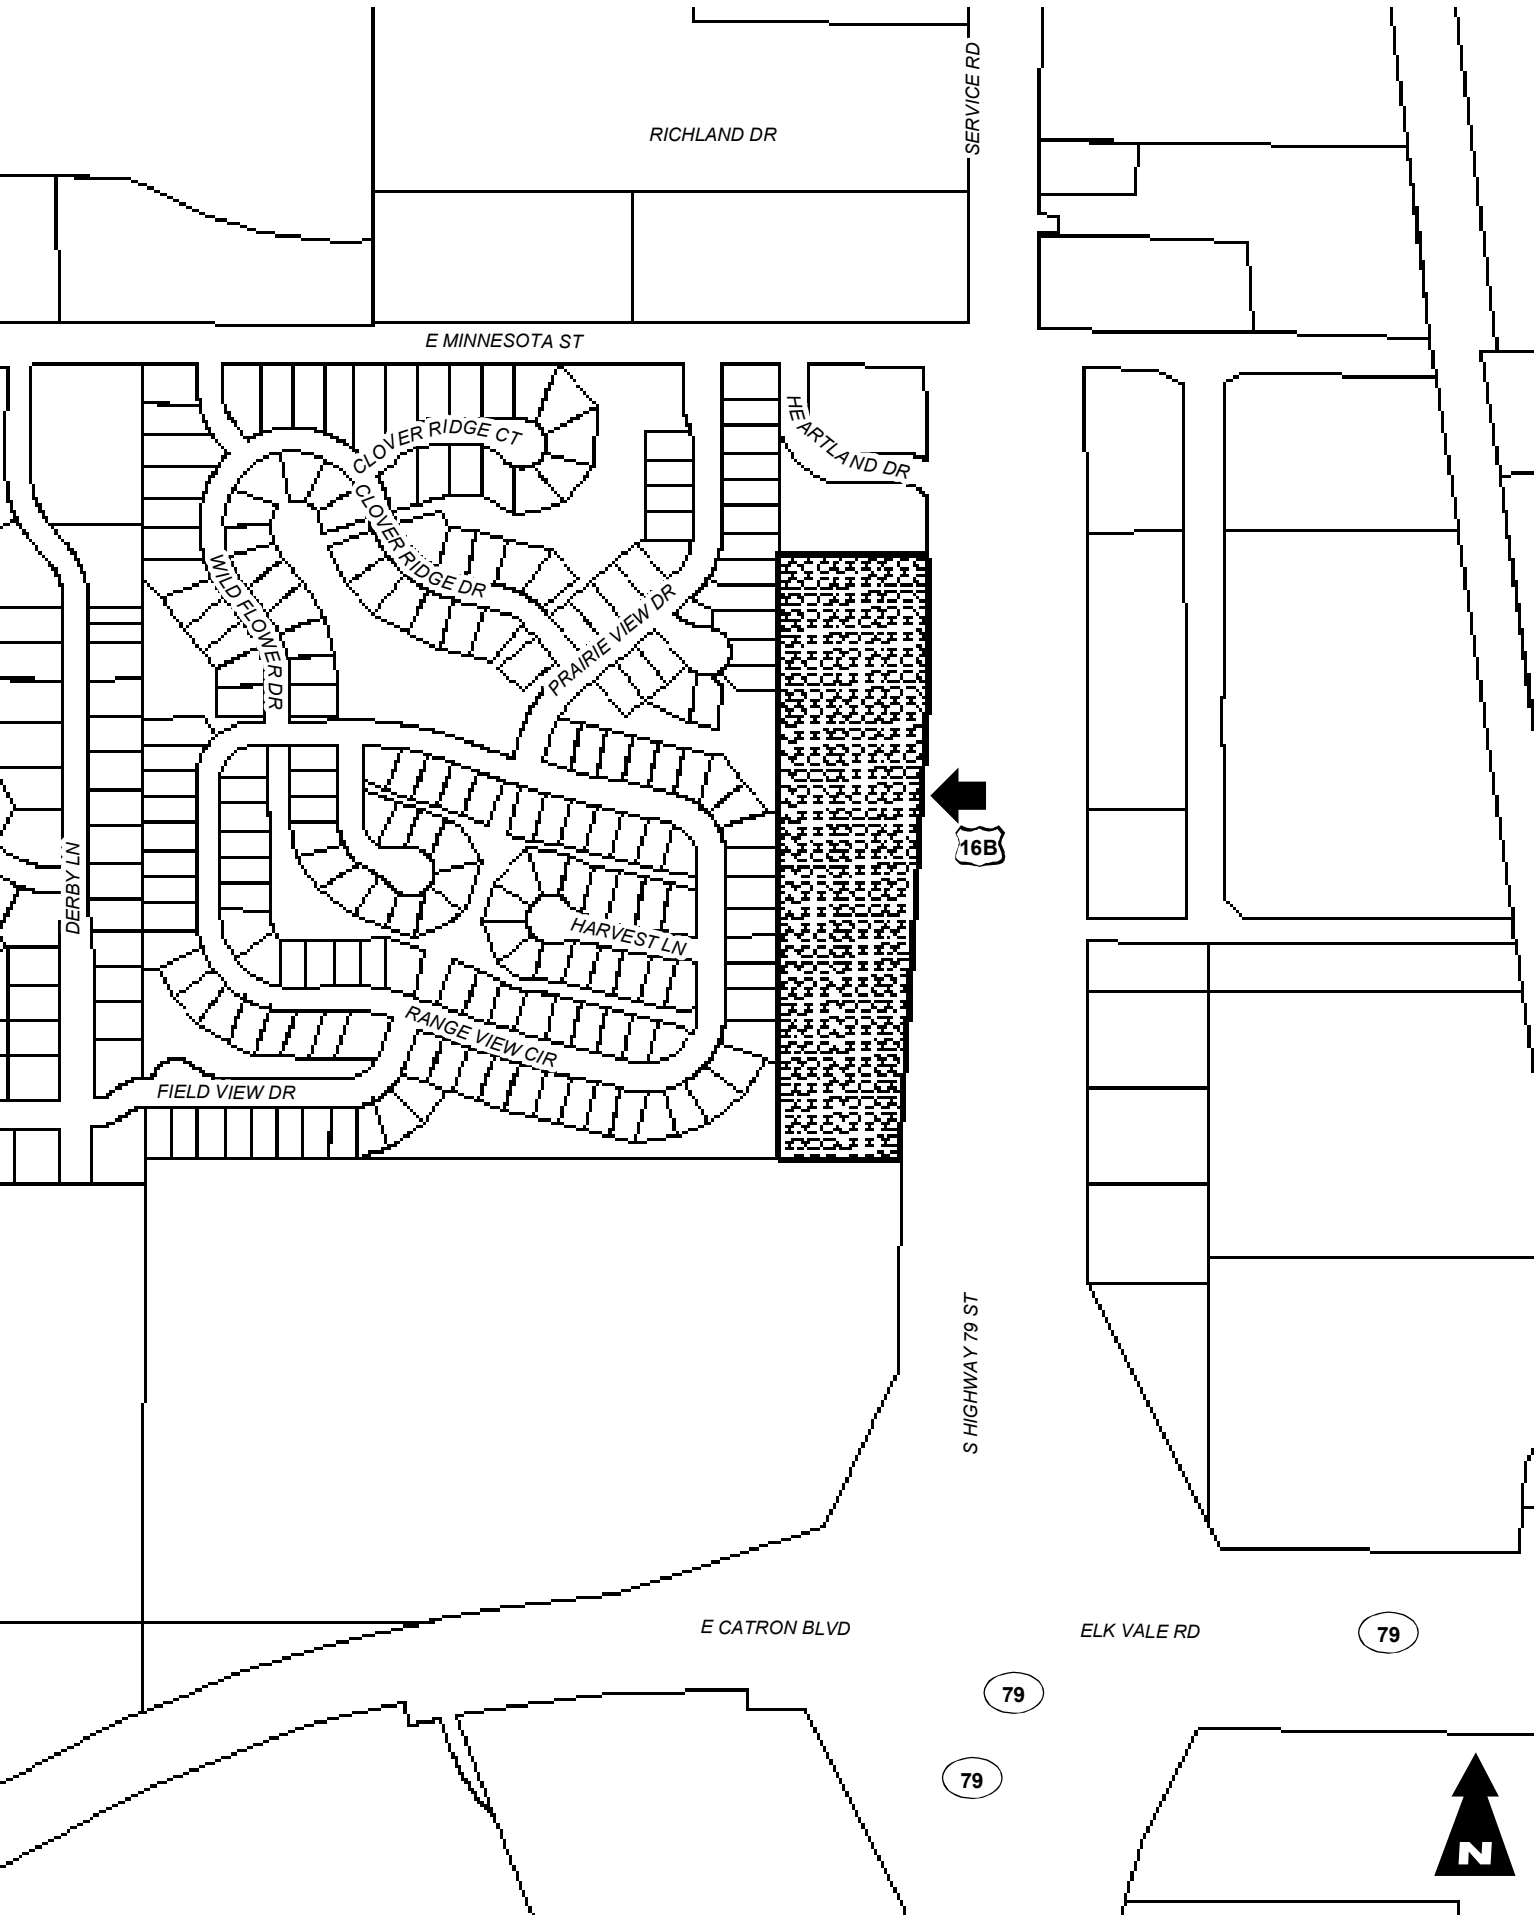 SERVICE RD
RICHLAND DR
E MINNESOTA ST
HEARTLAND DR
CLOVER RIDGE CT
CLOVER RIDGE DR
WILD FLOWER DR
PRAIRIE VIEW DR
16B
DERBY LN
HARVEST LN
RANGE VIEW CIR
FIELD VIEW DR
S HIGHWAY 79 ST
E CATRON BLVD
ELK VALE RD
79
79
79
N